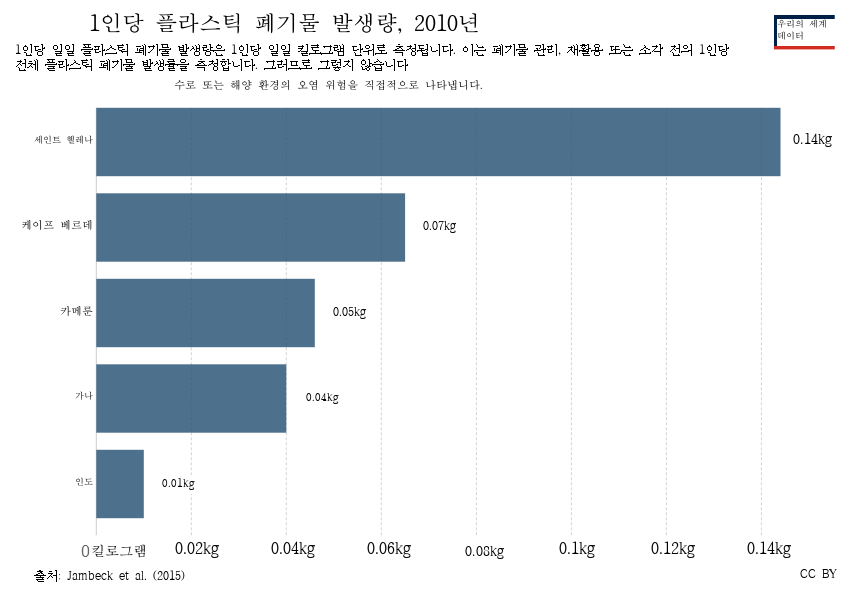 1인당 플라스틱 폐기물 발생량, 2010년
우리의 세계
데이터
1인당 일일 플라스틱 폐기물 발생량은 1인당 일일 킬로그램 단위로 측정됩니다. 이는 폐기물 관리, 재활용 또는 소각 전의 1인당
전체 플라스틱 폐기물 발생률을 측정합니다. 그러므로 그렇지 않습니다
수로 또는 해양 환경의 오염 위험을 직접적으로 나타냅니다.
세인트 헬레나 0.14kg
케이프 베르데 0.07kg
카메룬 0.05kg
가나 0.04kg
인도 0.01kg
0킬로그램 0.02kg 0.04kg 0.06kg 0.08kg 0.1kg 0.12kg 0.14kg
출처: Jambeck et al. (2015)
CC BY